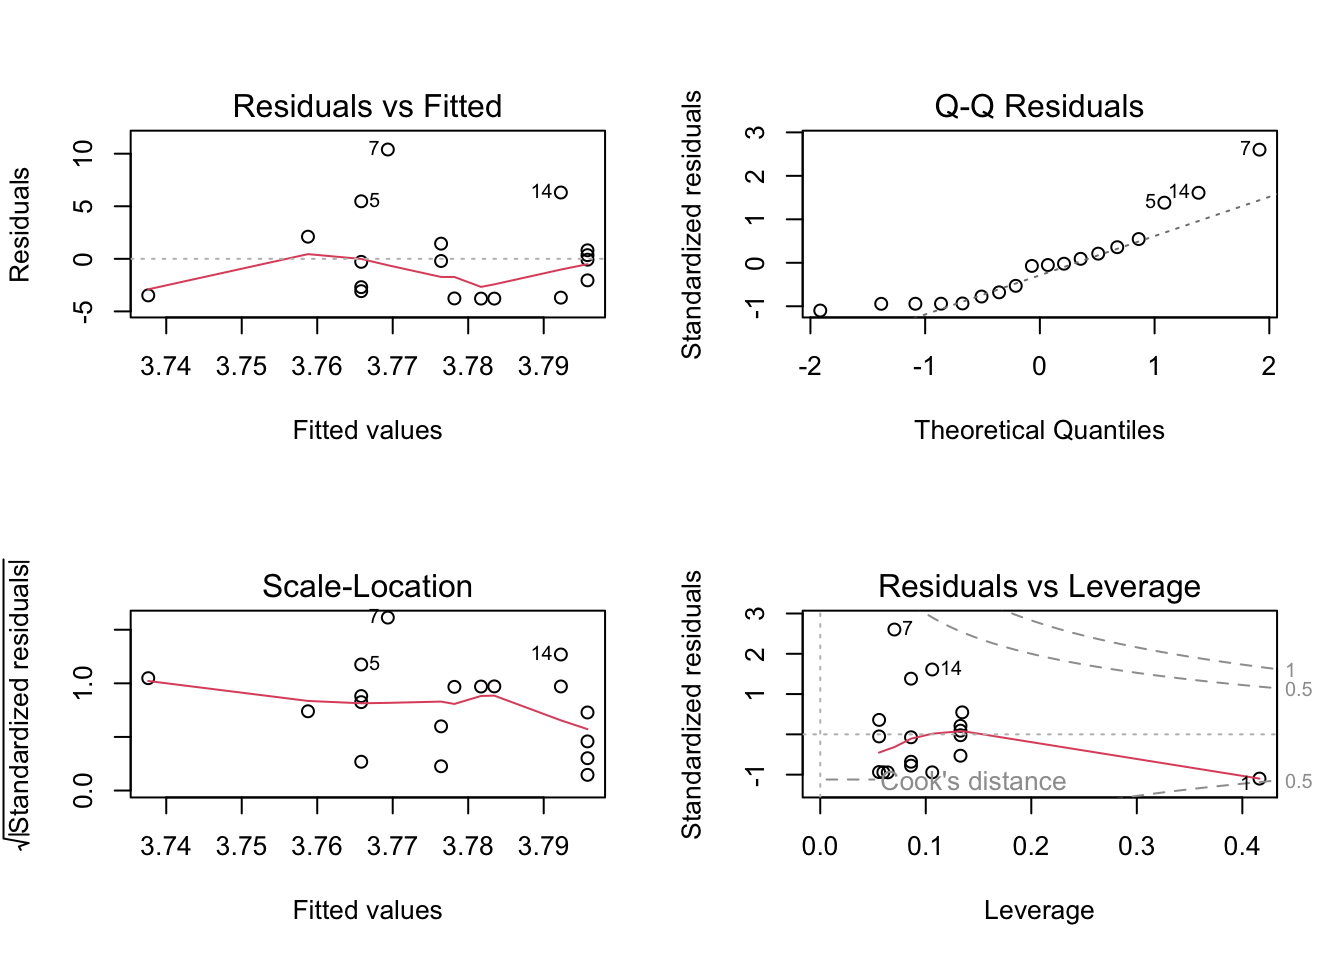 Residuals vs Fitted
Residuals
10
5
0
-5
7
5
14
3.74 3.75 3.76 3.77 3.78 3.79
Fitted values
Q-Q Residuals
Standardized residuals
3
2
1
0
-1
7
14
5
-2 -1 0 1 2
Theoretical Quantiles
Scale-Location
√|Standardized residuals|
1.0
0.0
7
5
14
3.74 3.75 3.76 3.77 3.78 3.79
Fitted values
Residuals vs Leverage
Standardized residuals
3
1
-1
7
14
1
Cook's distance
1
0.5
0.5
0.0 0.1 0.2 0.3 0.4
Leverage